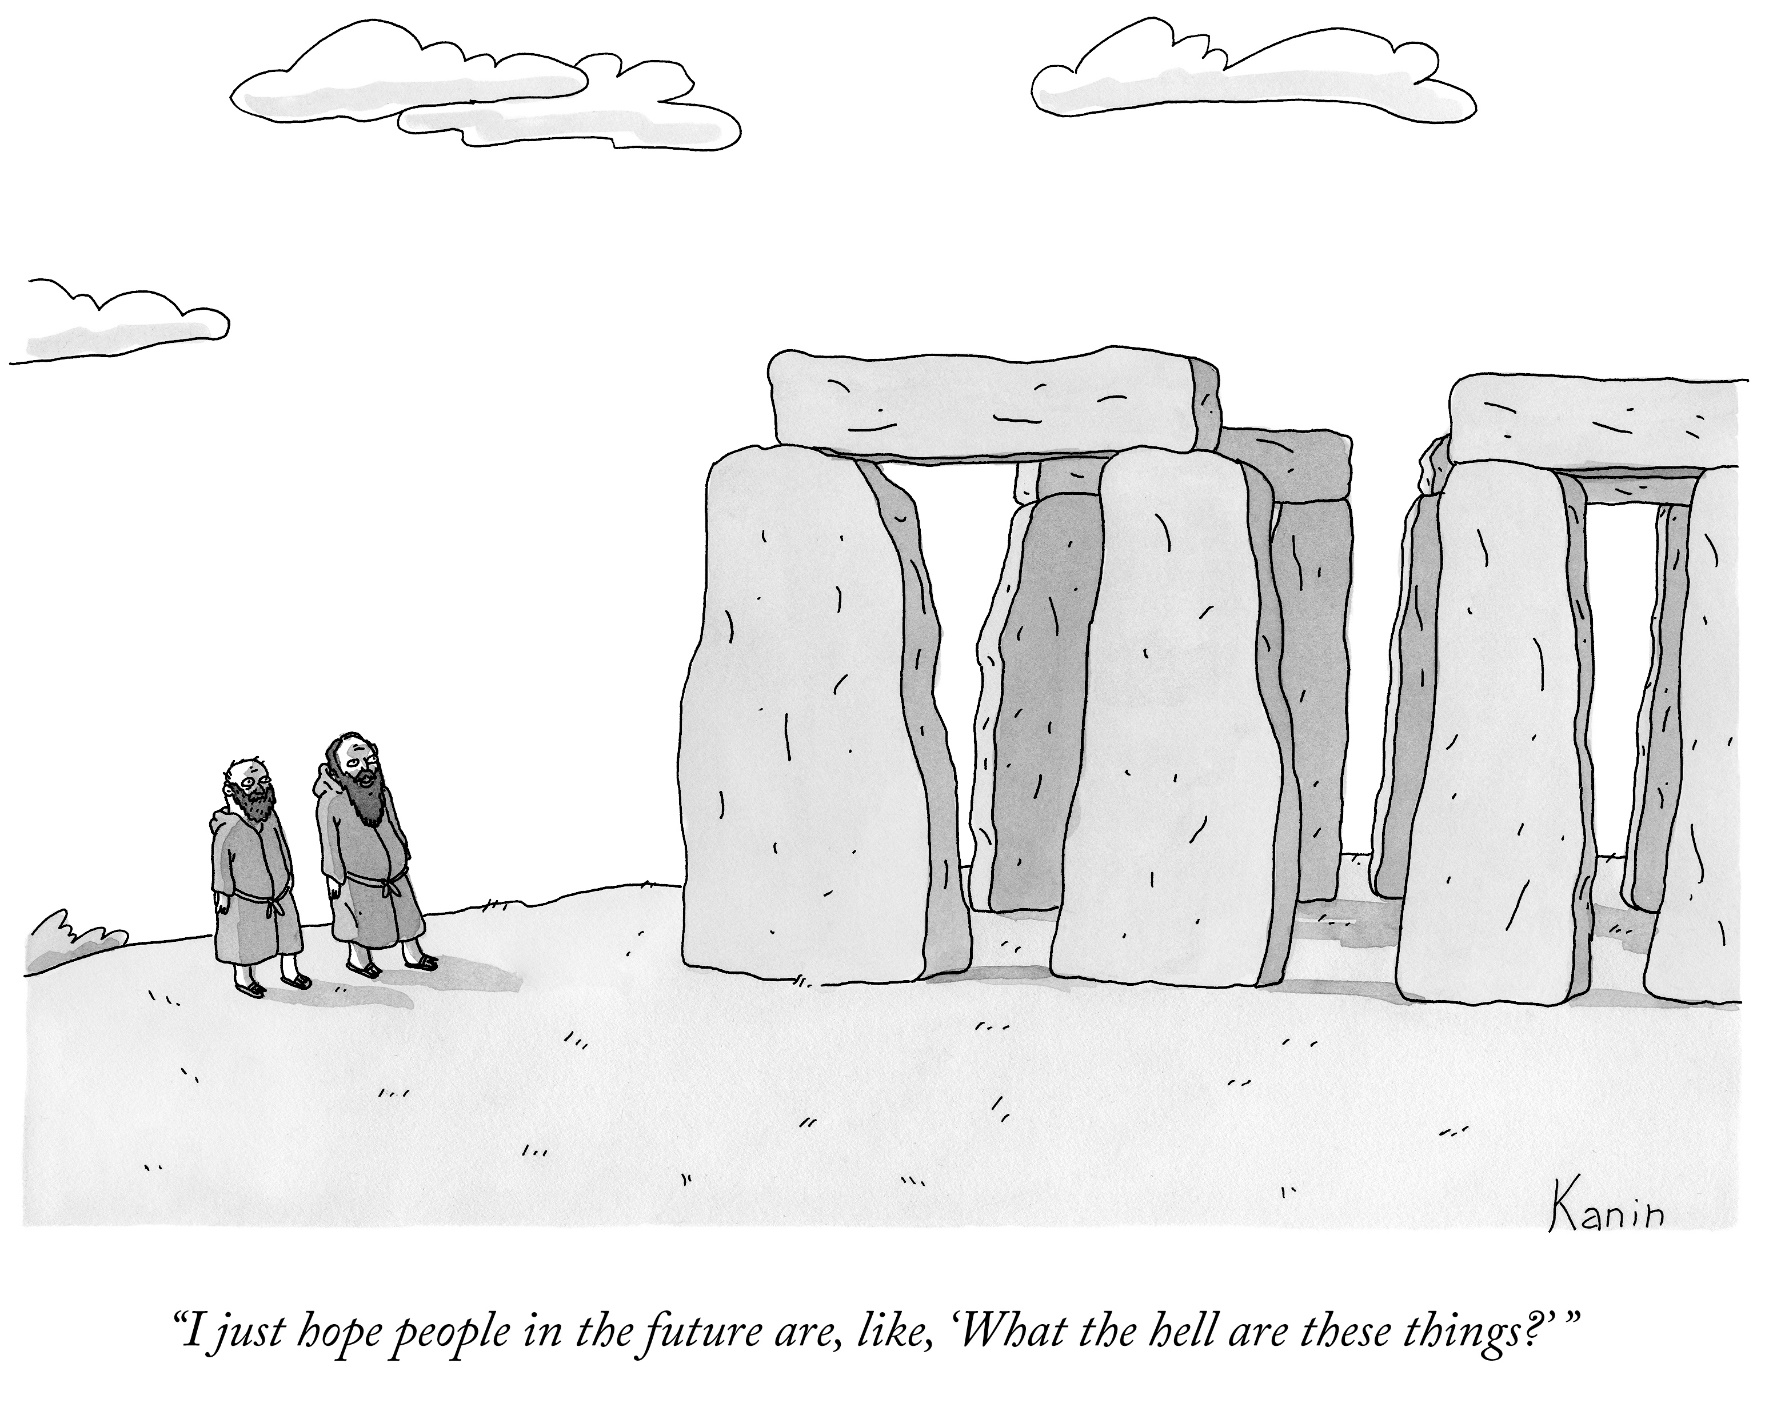 Kanin
“I just hope people in the future are, like, ‘What the hell are these things?’ ”